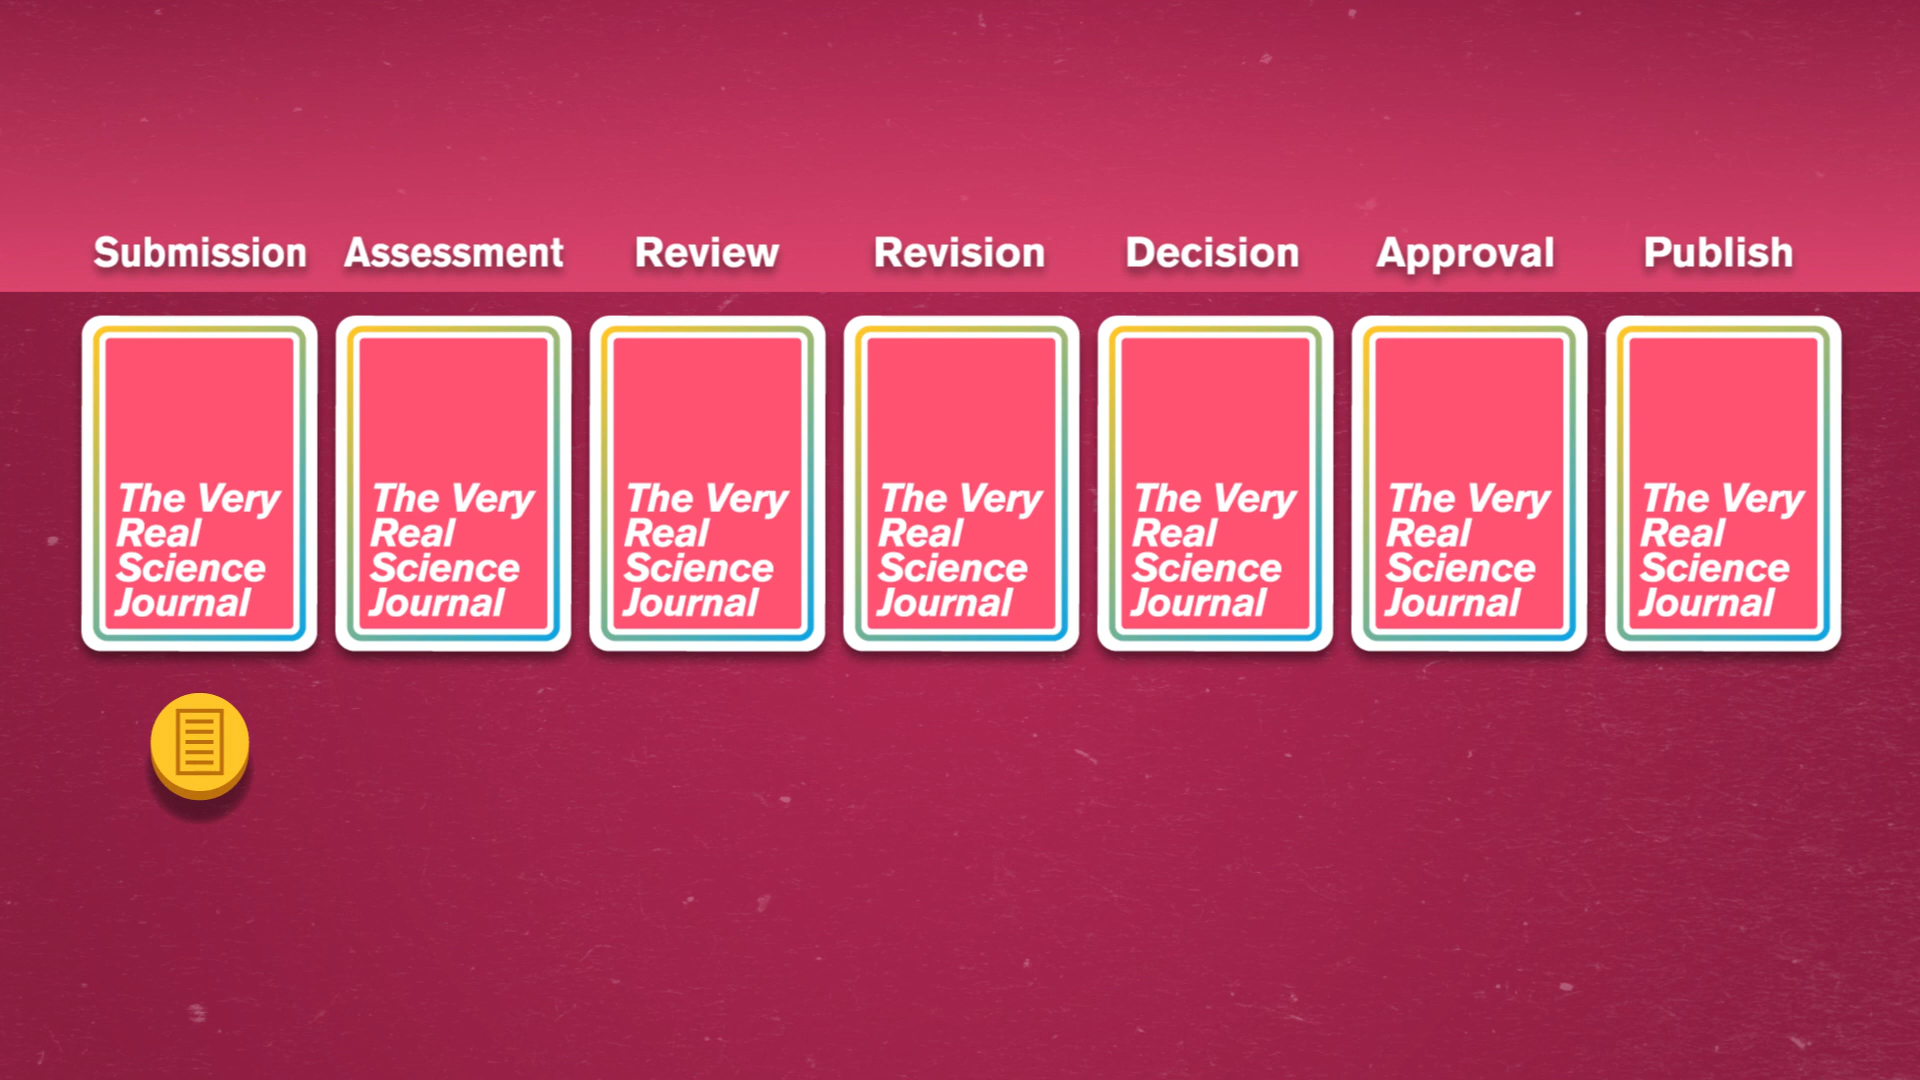 Submission Assessment Review Revision Decision Approval Publish
The Very
Real
Science
Journal
The Very
Real
Science
Journal
The Very
Real
Science
Journal
The Very
Real
Science
Journal
The Very
Real
Science
Journal
The Very
Real
Science
Journal
The Very
Real
Science
Journal